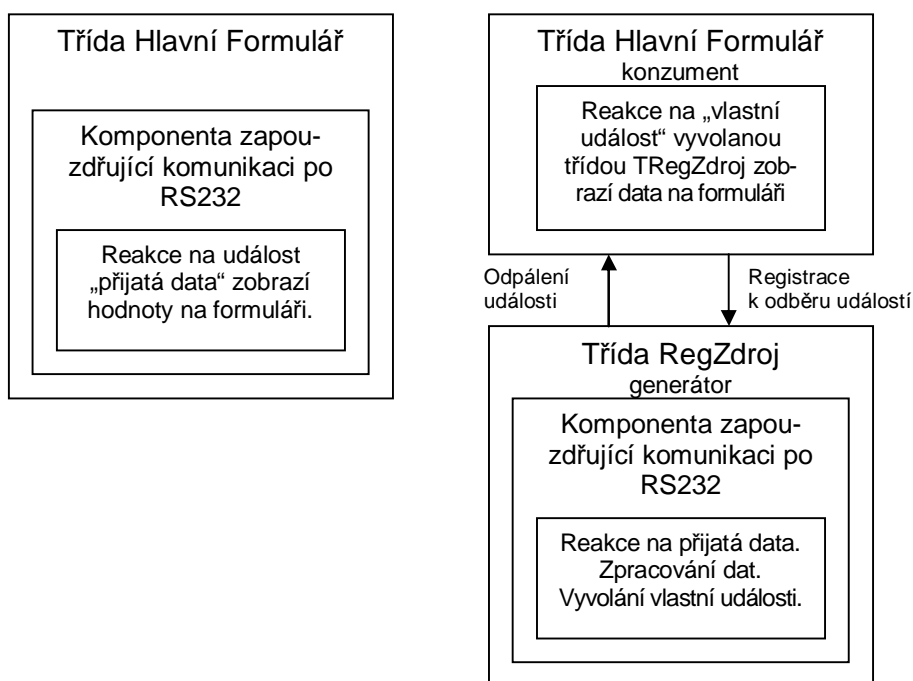 Třída Hlavní Formulář
Komponenta zapou-
zdřující komunikaci po
RS232
Reakce na událost
„přijatá data“ zobrazí
hodnoty na formuláři.
Třída Hlavní Formulář
konzument
Reakce na „vlastní
událost“ vyvolanou
třídou TRegZdroj zob-
razí data na formuláři
Odpálení
události
Registrace
k odběru událostí
Třída RegZdroj
generátor
Komponenta zapou-
zdřující komunikaci po
RS232
Reakce na přijatá data.
Zpracování dat.
Vyvolání vlastní události.